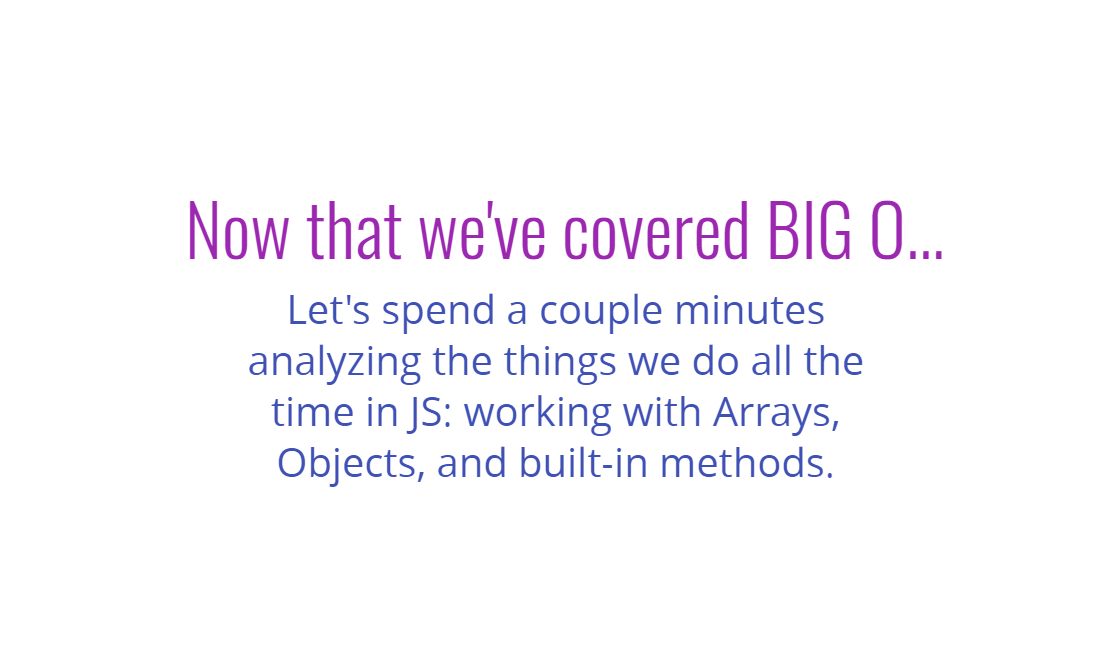 Now that we've covered BIG O...
Let's spend a couple minutes
analyzing the things we do all the
time in JS: working with Arrays,
Objects, and built-in methods.